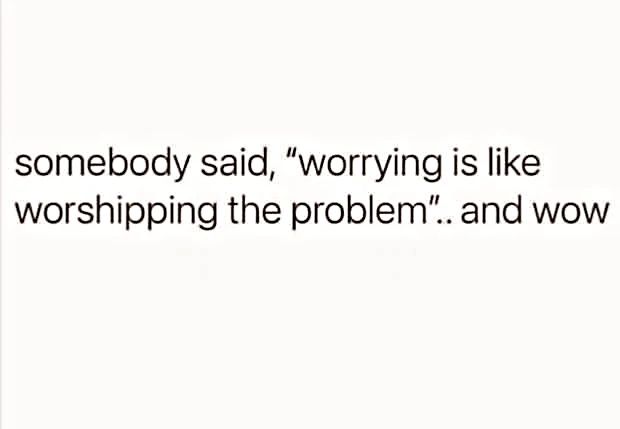 somebody said, "worrying is like
worshipping the problem".. and wow